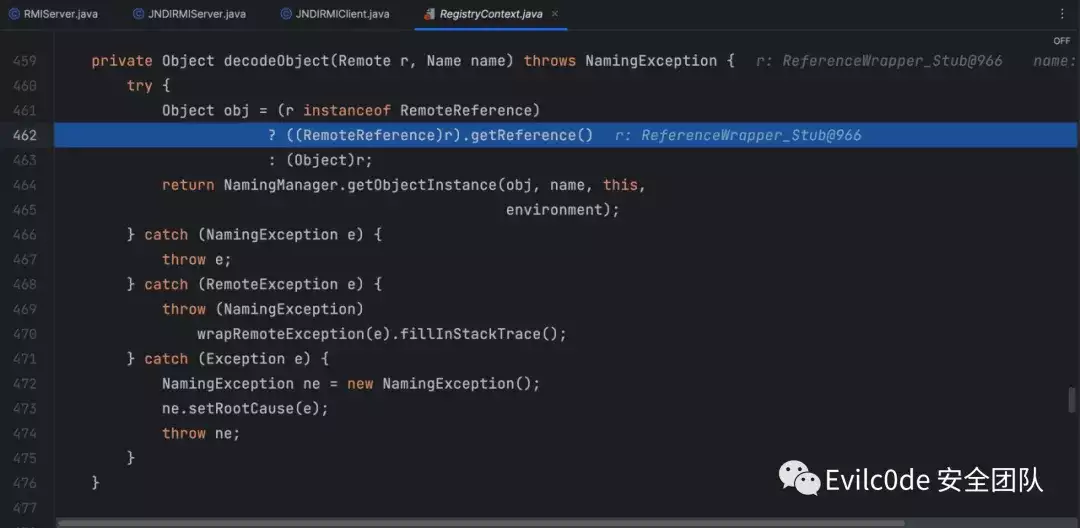 RMIServer.java JNDIRMIServer.java JNDIRMIClient.java RegistryContext.java ×
OFF
459 private Object decodeObject(Remote r, Name name) throws NamingException { r: ReferenceWrapper_Stub@966 name:
460 try {
461 Object obj = (r instanceof RemoteReference)
462 ? ((RemoteReference)r).getReference() r: ReferenceWrapper_Stub@966
463 : (Object)r;
464 return NamingManager.getObjectInstance(obj, name, this,
465 environment);
466 } catch (NamingException e) {
467 throw e;
468 } catch (RemoteException e) {
469 throw (NamingException)
470 wrapRemoteException(e).fillInStackTrace();
471 } catch (Exception e) {
472 NamingException ne = new NamingException();
473 ne.setRootCause(e);
474 throw ne;
475 }
476 }
477
Evilc0de 安全团队